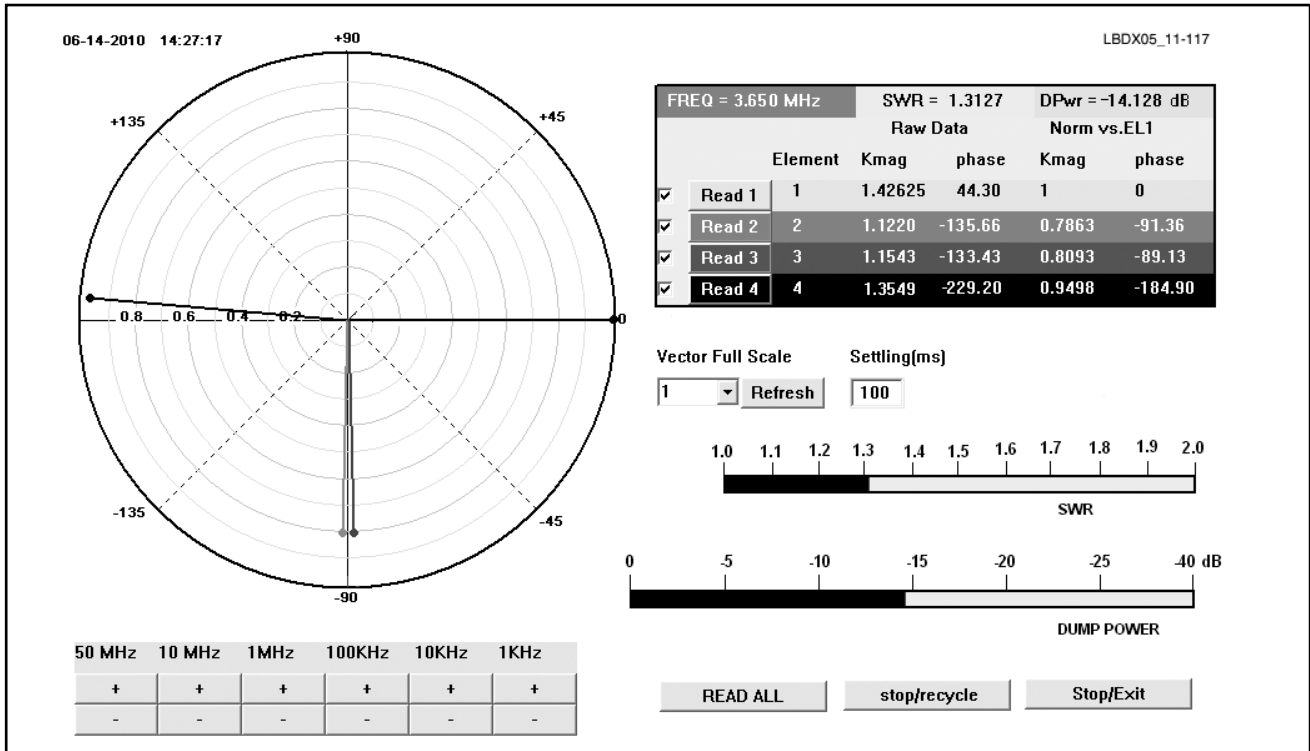 06-14-2010 14:27:17
LBDX05_11-117
+90
+45
0
-45
-90
-135
+135
0.8 0.6 0.4 0.2
FREQ = 3.650 MHz SWR = 1.3127 DPwr = -14.128 dB
Raw Data Norm vs.EL1
Element Kmag phase Kmag phase
Read 1 1 1.42625 44.30 1 0
Read 2 2 1.1220 -135.66 0.7863 -91.36
Read 3 3 1.1543 -133.43 0.8093 -89.13
Read 4 4 1.3549 -229.20 0.9498 -184.90
Vector Full Scale Settling(ms)
1 Refresh 100
1.0 1.1 1.2 1.3 1.4 1.5 1.6 1.7 1.8 1.9 2.0
SWR
0 -5 -10 -15 -20 -25 -40 dB
DUMP POWER
50 MHz 10 MHz 1MHz 100KHz 10KHz 1KHz
+ + + + + +
- - - - - -
READ ALL stop/recycle Stop/Exit